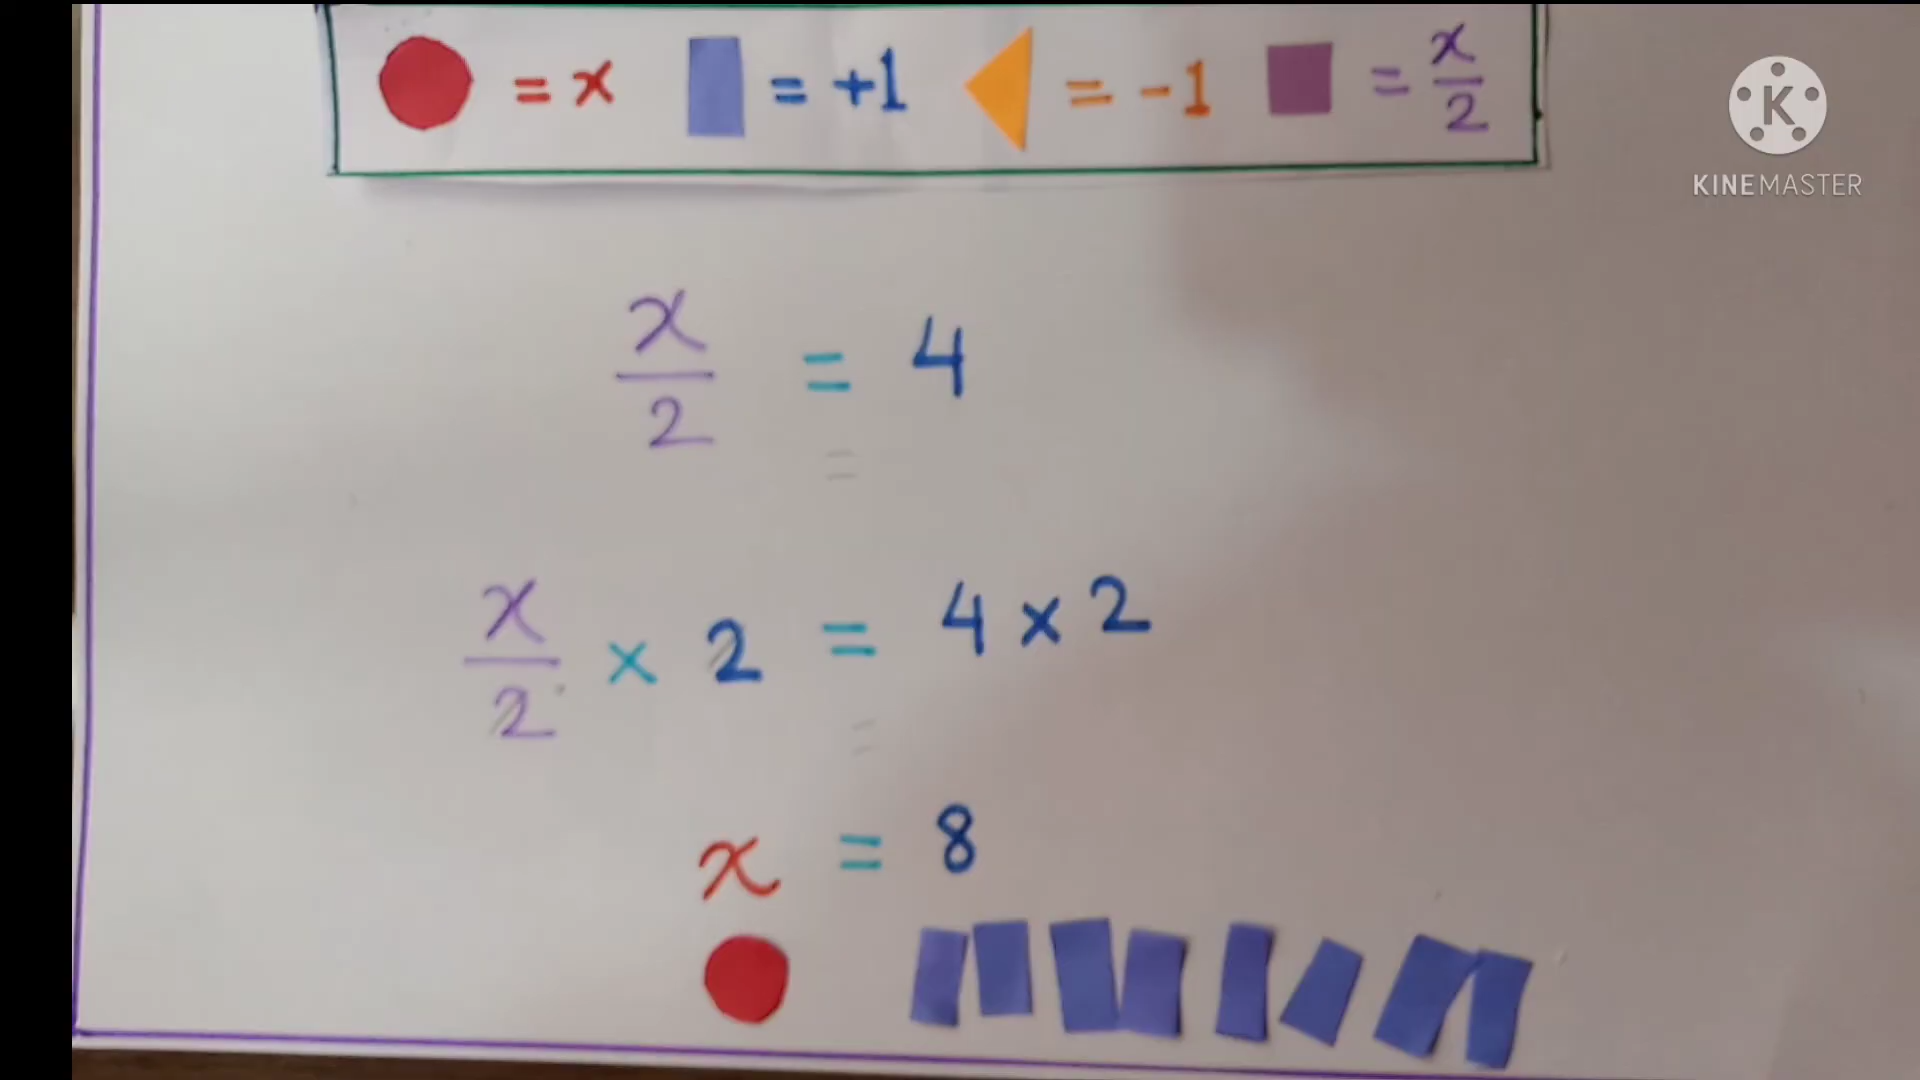 = x = +1 = -1 = x/2
KINEMASTER
x/2 = 4
x/2 × 2 = 4 × 2
x = 8